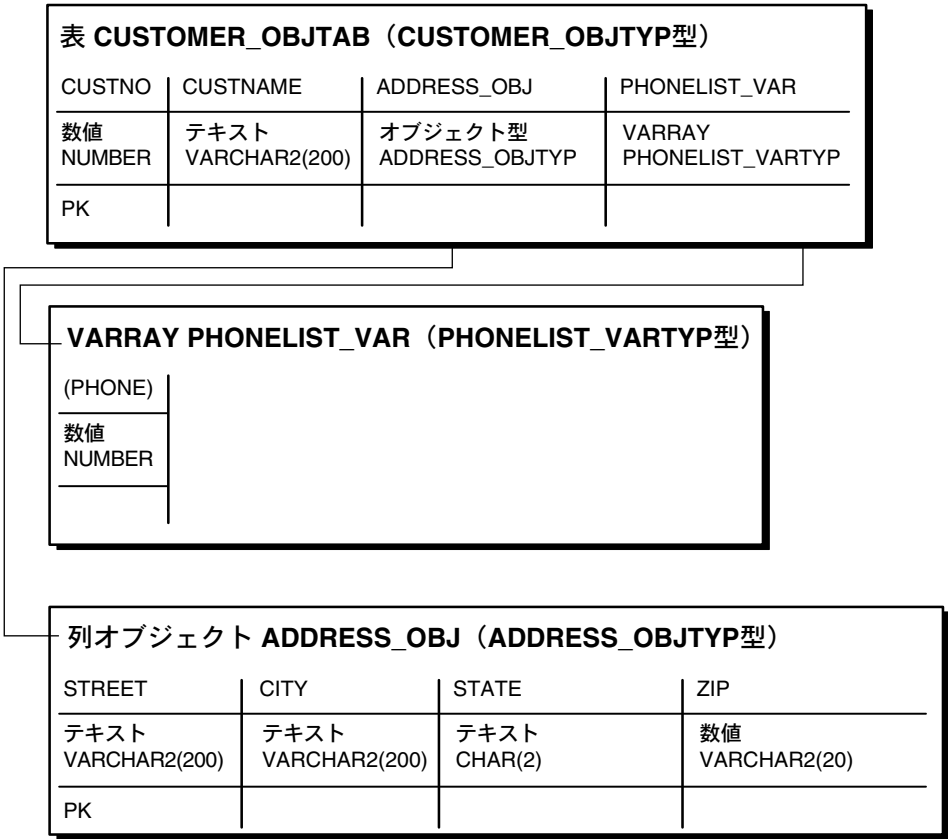 表 CUSTOMER_OBJTAB（CUSTOMER_OBJTYP型）
CUSTNO CUSTNAME ADDRESS_OBJ PHONELIST_VAR
数値 テキスト オブジェクト型 VARRAY
NUMBER VARCHAR2(200) ADDRESS_OBJTYP PHONELIST_VARTYP
PK
VARRAY PHONELIST_VAR（PHONELIST_VARTYP型）
(PHONE)
数値
NUMBER
列オブジェクト ADDRESS_OBJ（ADDRESS_OBJTYP型）
STREET CITY STATE ZIP
テキスト テキスト テキスト 数値
VARCHAR2(200) VARCHAR2(200) CHAR(2) VARCHAR2(20)
PK